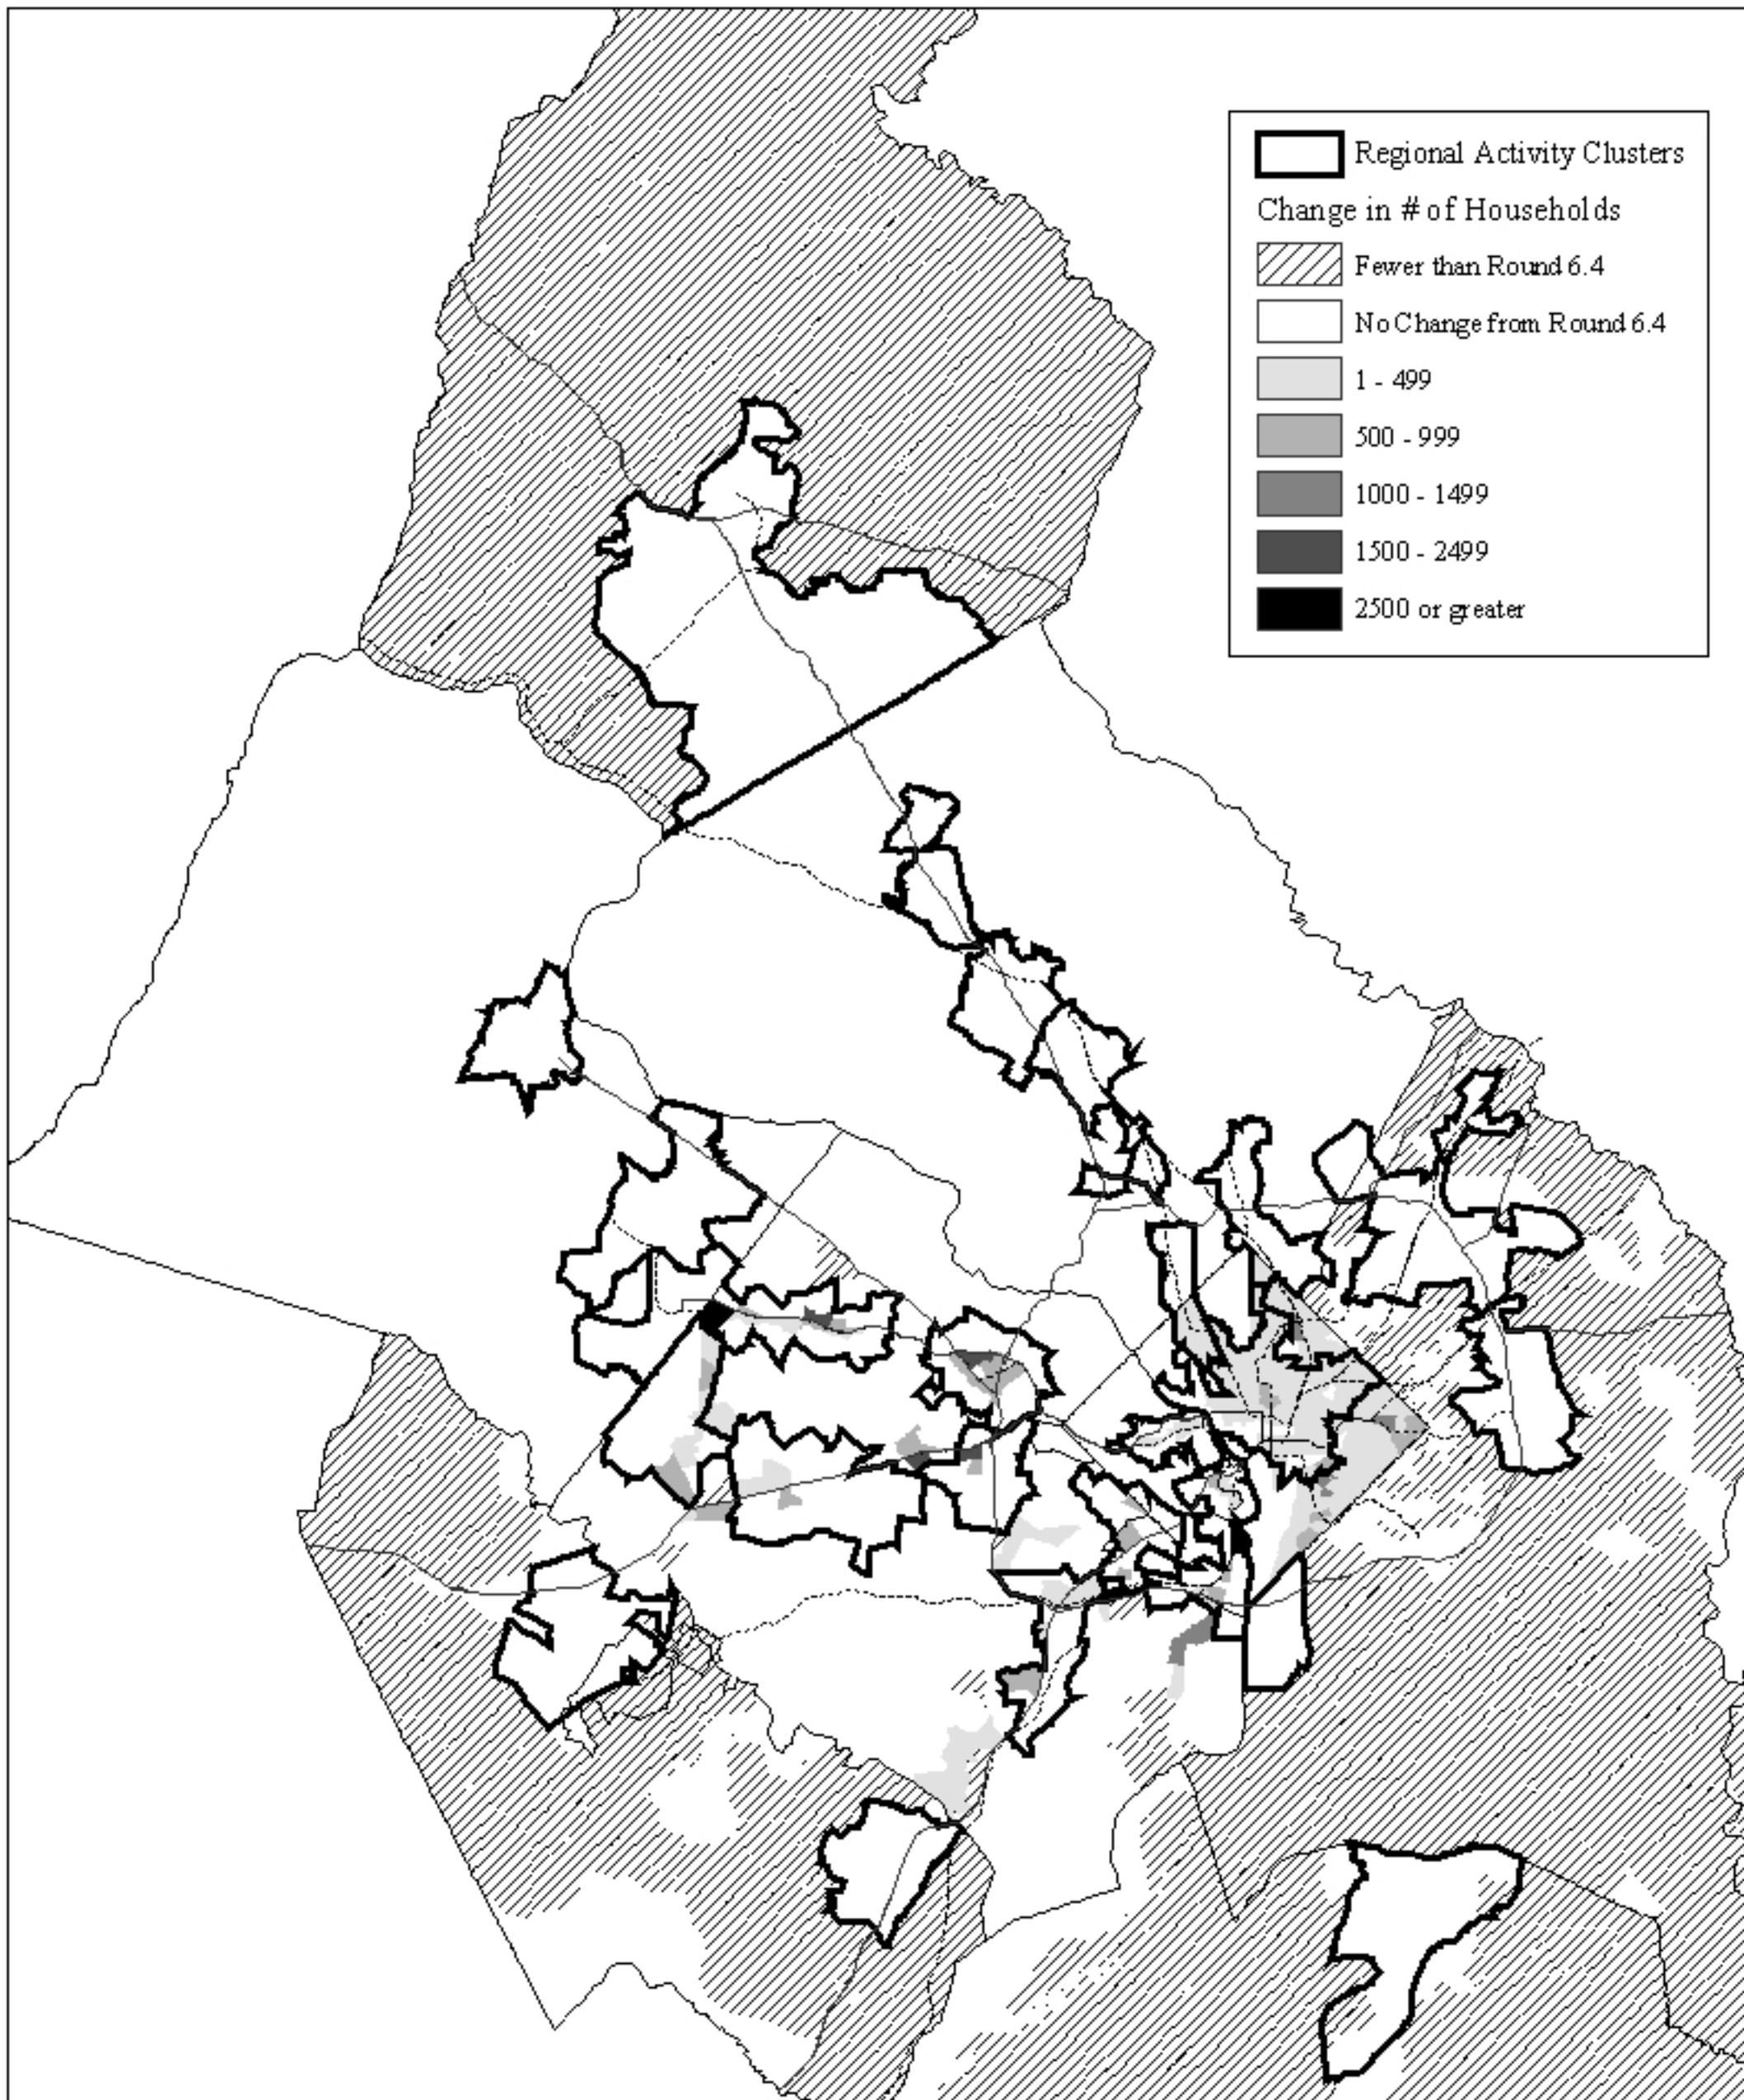 Regional Activity Clusters
Change in # of Households
Fewer than Round 6.4
No Change from Round 6.4
1 - 499
500 - 999
1000 - 1499
1500 - 2499
2500 or greater